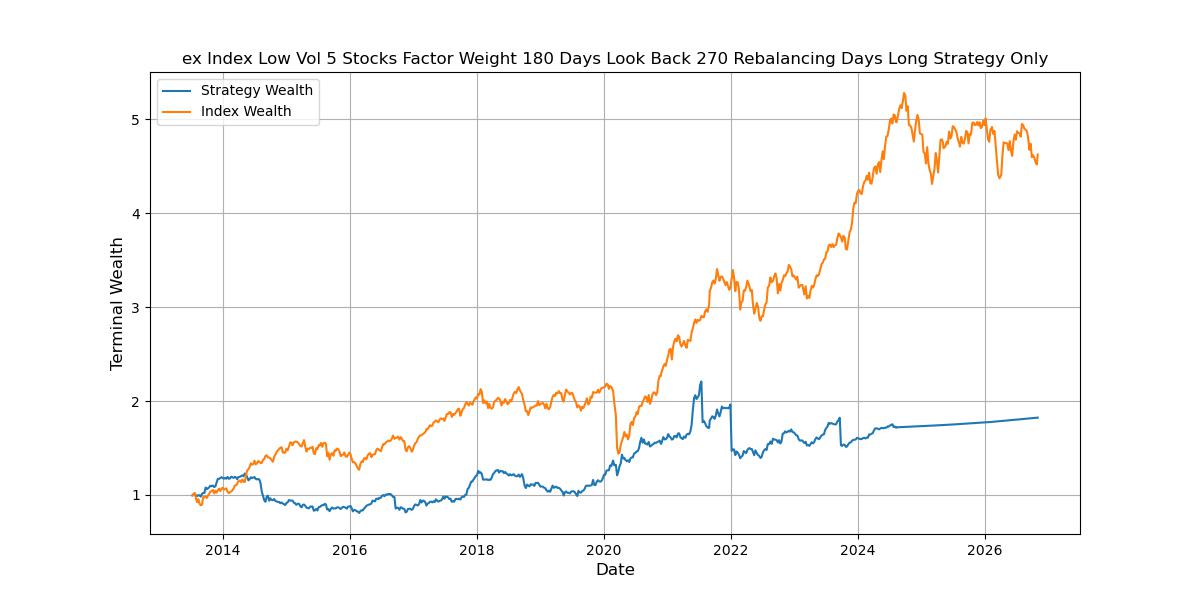 ex Index Low Vol 5 Stocks Factor Weight 180 Days Look Back 270 Rebalancing Days Long Strategy Only
Strategy Wealth
Index Wealth
Terminal Wealth
5
4
3
2
1
2014 2016 2018 2020 2022 2024 2026
Date